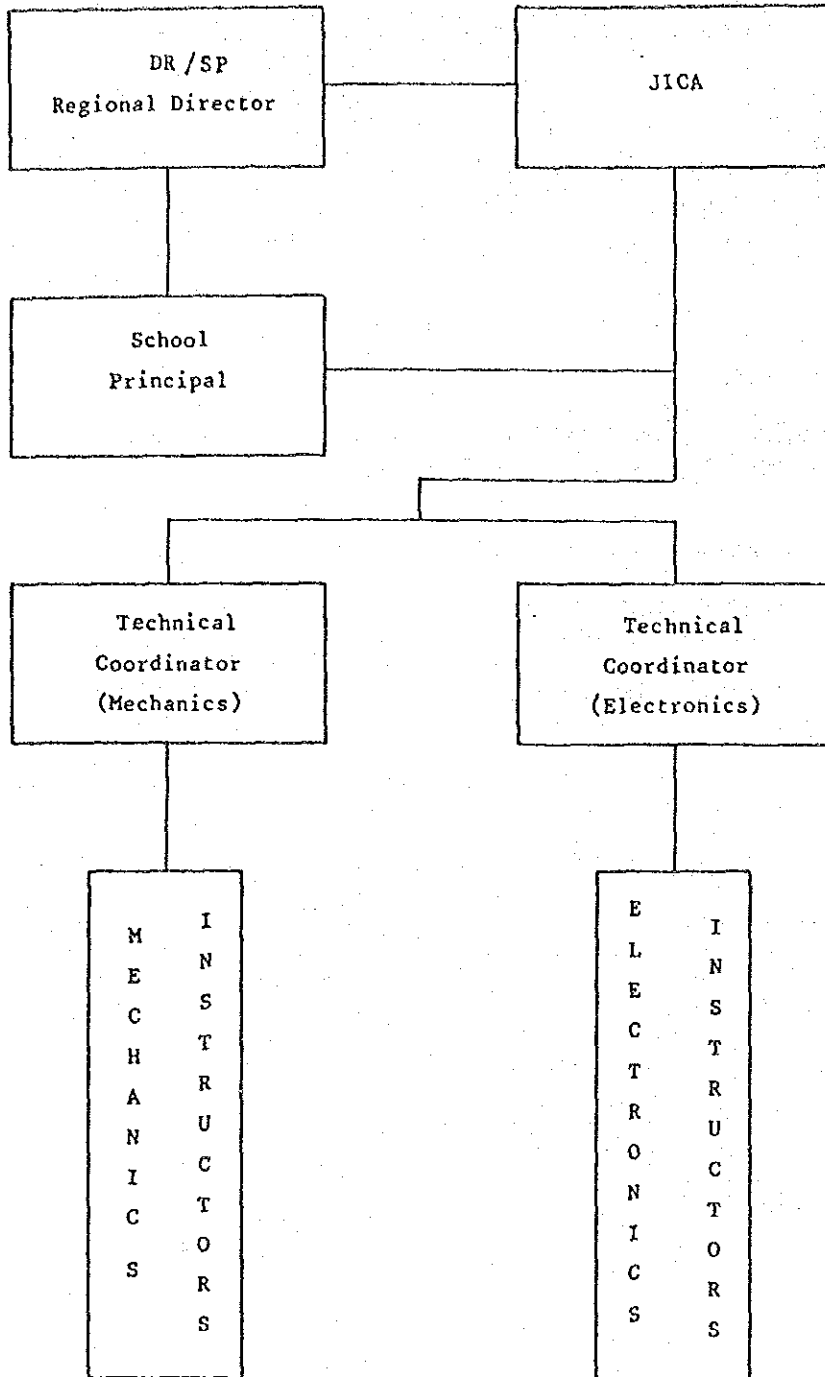 DR/SP
Regional Director
JICA
School
Principal
Technical
Coordinator
(Mechanics)
Technical
Coordinator
(Electronics)
MECHANICS
INSTRUCTORS
ELECTRONICS
INSTRUCTORS